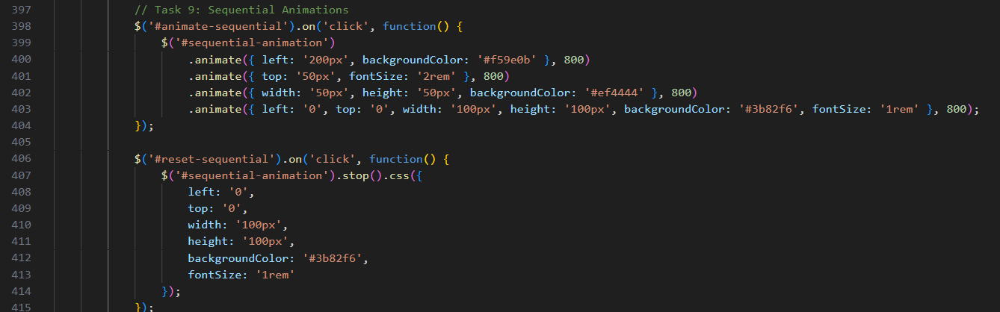 397 // Task 9: Sequential Animations
398 $('#animate-sequential').on('click', function() {
399 $('#sequential-animation')
400 .animate({ left: '200px', backgroundColor: '#f59e0b' }, 800)
401 .animate({ top: '50px', fontSize: '2rem' }, 800)
402 .animate({ width: '50px', height: '50px', backgroundColor: '#ef4444' }, 800)
403 .animate({ left: '0', top: '0', width: '100px', height: '100px', backgroundColor: '#3b82f6', fontSize: '1rem' }, 800);
404 });
405
406 $('#reset-sequential').on('click', function() {
407 $('#sequential-animation').stop().css({
408 left: '0',
409 top: '0',
410 width: '100px',
411 height: '100px',
412 backgroundColor: '#3b82f6',
413 fontSize: '1rem'
414 });
415 });